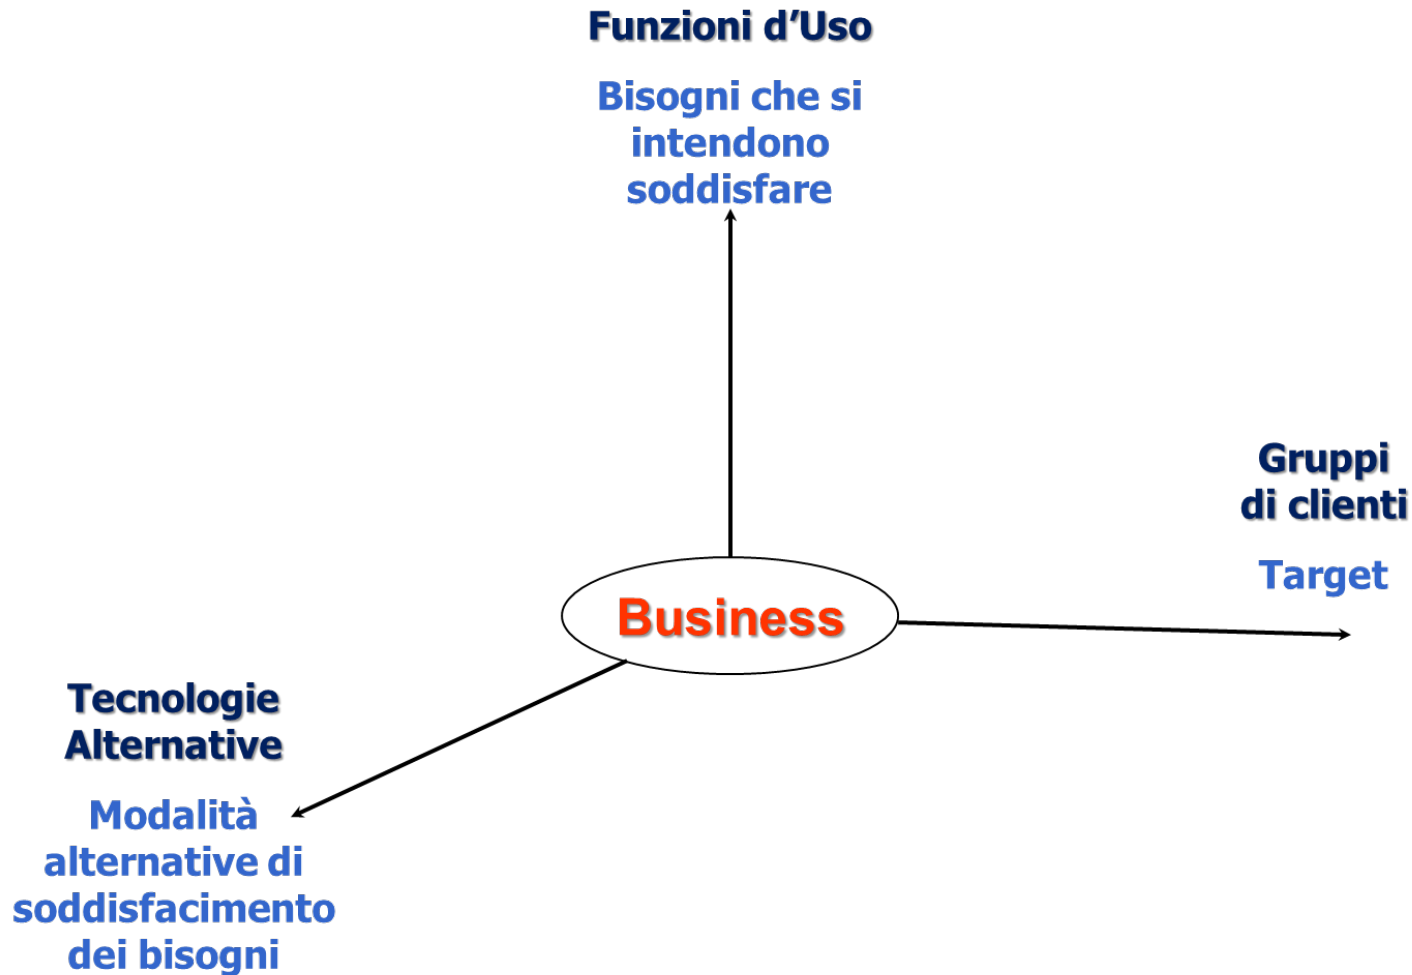 Funzioni d’Uso
Bisogni che si
intendono
soddisfare
Gruppi
di clienti
Target
Business
Tecnologie
Alternative
Modalità
alternative di
soddisfacimento
dei bisogni